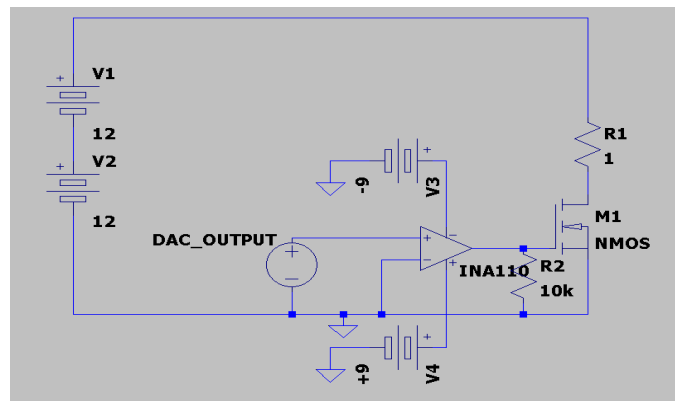 V1
12
V2
12
-9
V3
DAC_OUTPUT
INA110
R2
10k
R1
1
M1
NMOS
+9
V4